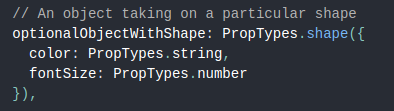 // An object taking on a particular shape
optionalObjectWithShape: PropTypes.shape({
  color: PropTypes.string,
  fontSize: PropTypes.number
}),